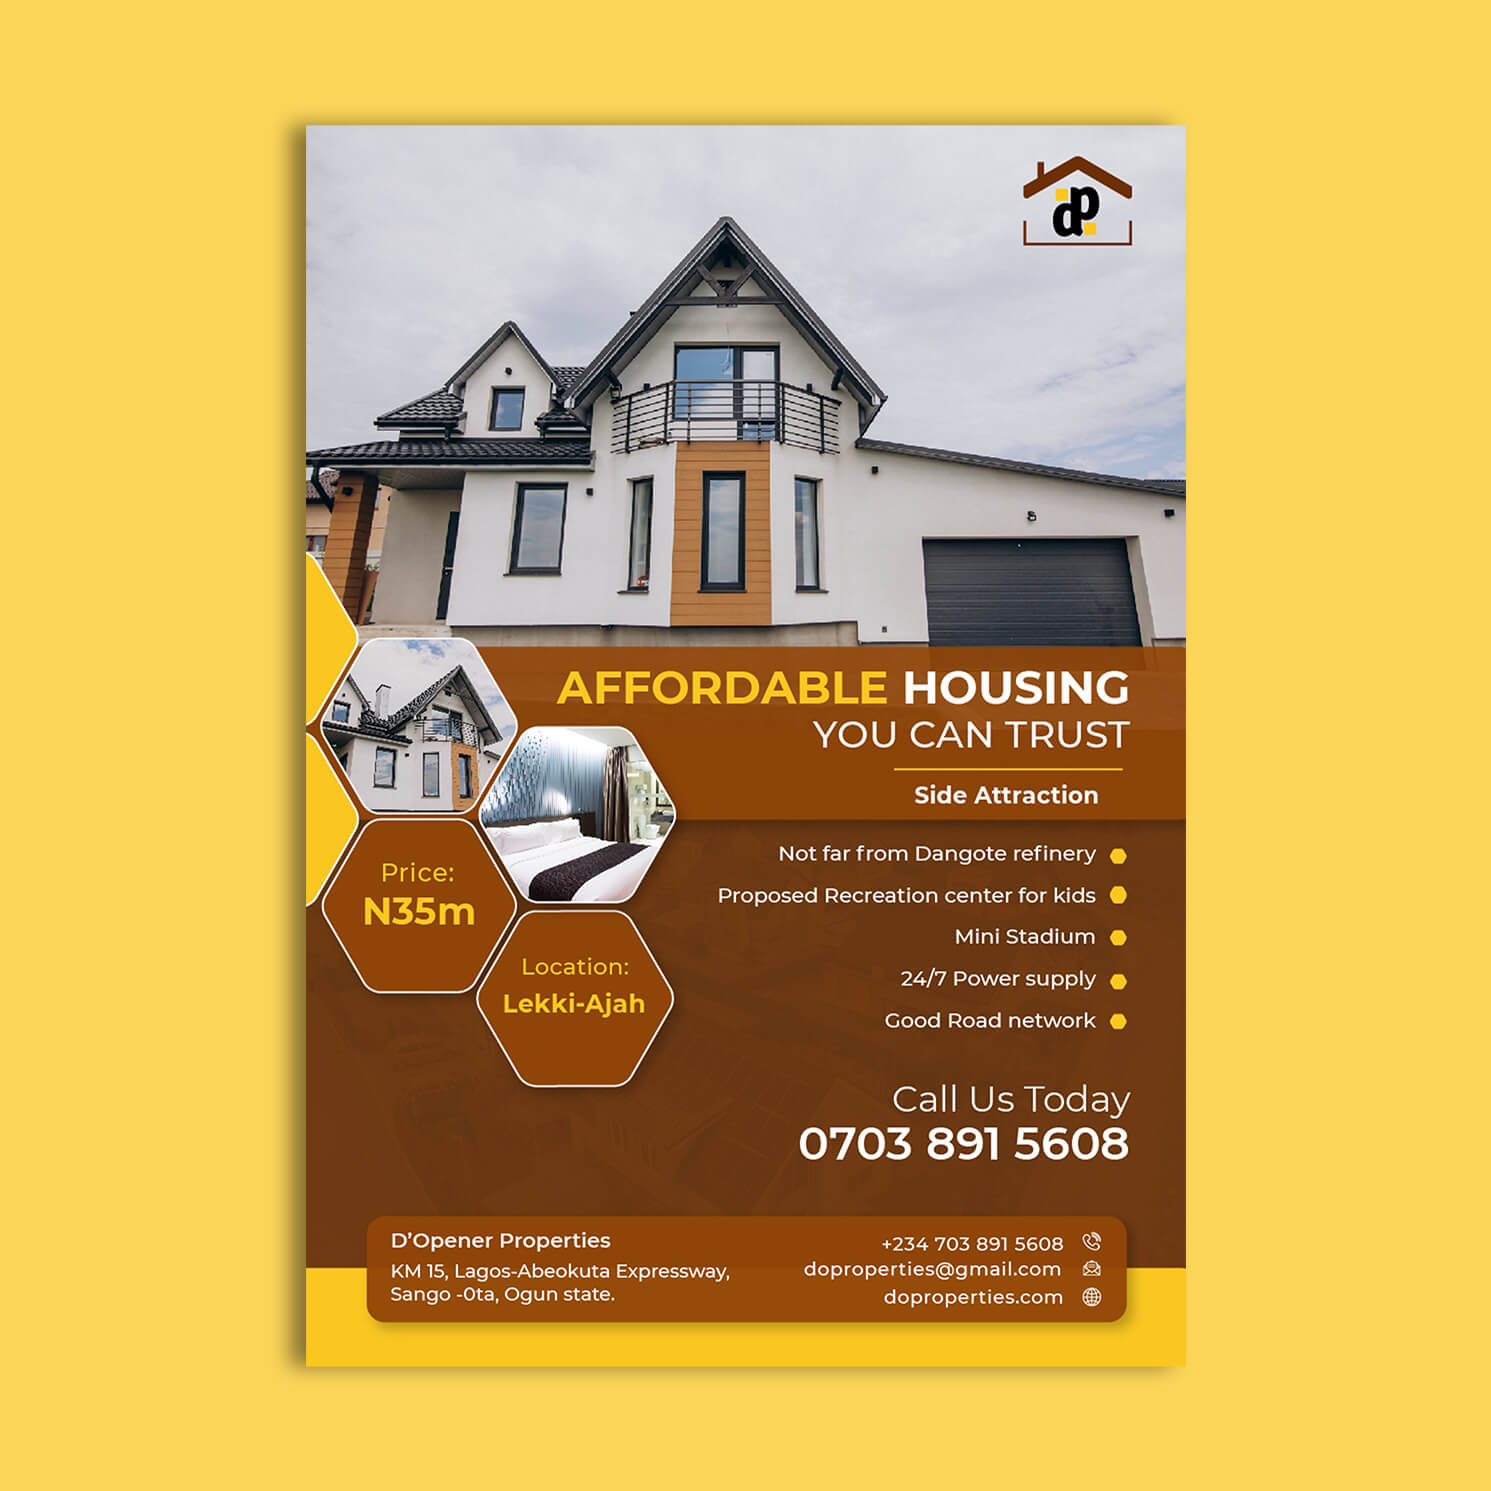 dp
AFFORDABLE HOUSING
YOU CAN TRUST
Side Attraction
Not far from Dangote refinery
Proposed Recreation center for kids
Mini Stadium
24/7 Power supply
Good Road network
Price:
N35m
Location:
Lekki-Ajah
Call Us Today
0703 891 5608
D’Opener Properties
KM 15, Lagos-Abeokuta Expressway,
Sango -0ta, Ogun state.
+234 703 891 5608
doproperties@gmail.com
doproperties.com